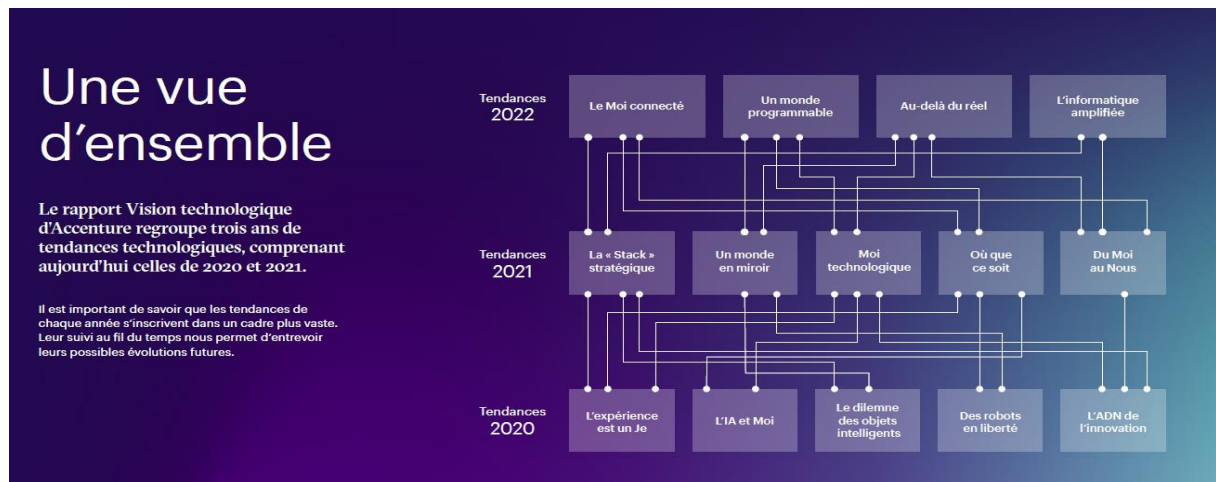 Une vue
d'ensemble
Le rapport Vision technologique
d'Accenture regroupe trois ans de
tendances technologiques, comprenant
aujourd'hui celles de 2020 et 2021.
Il est important de savoir que les tendances de
chaque année s'inscrivent dans un cadre plus vaste.
Leur suivi au fil du temps nous permet d'entrevoir
leurs possibles évolutions futures.
Tendances
2022
Le Moi connecté
Un monde
programmable
Au-delà du réel
L'informatique
amplifiée
Tendances
2021
La « Stack »
stratégique
Un monde
en miroir
Moi
technologique
Où que
ce soit
Du Moi
au Nous
Tendances
2020
L'expérience
est un Je
L'IA et Moi
Le dilemne
des objets
intelligents
Des robots
en liberté
L'ADN de
l'innovation